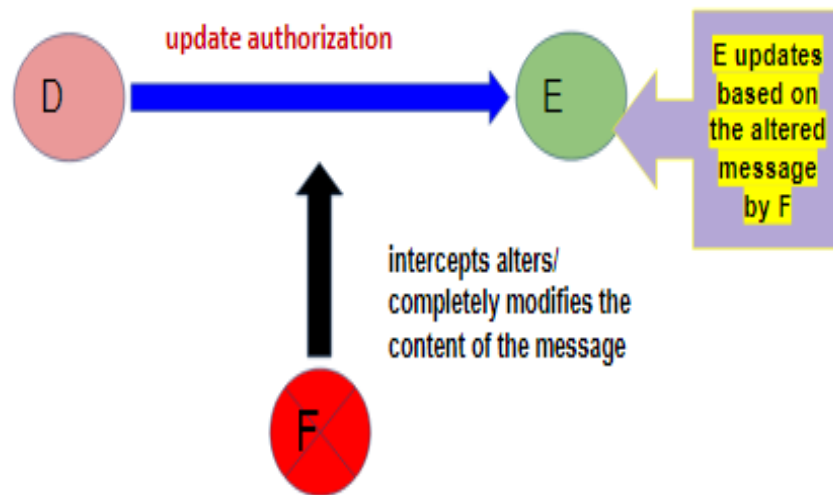 update authorization
D
E
E updates
based on
the altered
message
by F
intercepts alters/
completely modifies the
content of the message
F